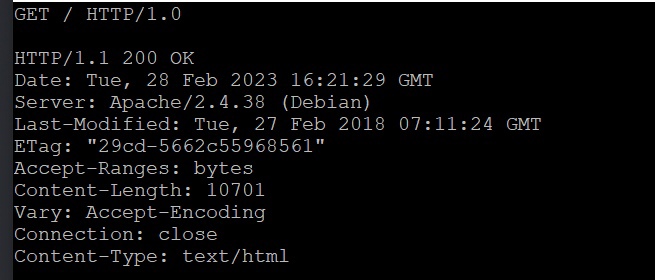 GET / HTTP/1.0
HTTP/1.1 200 OK
Date: Tue, 28 Feb 2023 16:21:29 GMT
Server: Apache/2.4.38 (Debian)
Last-Modified: Tue, 27 Feb 2018 07:11:24 GMT
ETag: "29cd-5662c55968561"
Accept-Ranges: bytes
Content-Length: 10701
Vary: Accept-Encoding
Connection: close
Content-Type: text/html